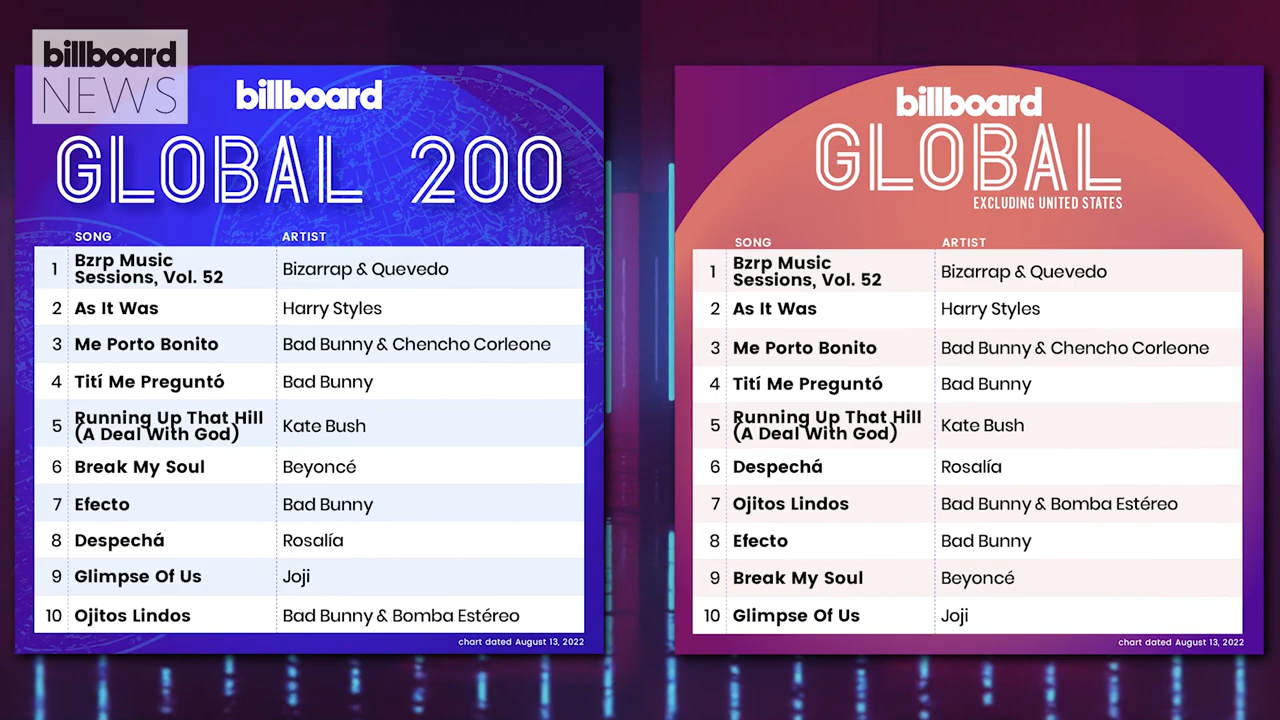 billboard
NEWS
billboard
GLOBAL 200
SONG ARTIST
1 Bzrp Music Sessions, Vol. 52 Bizarrap & Quevedo
2 As It Was Harry Styles
3 Me Porto Bonito Bad Bunny & Chencho Corleone
4 Tití Me Preguntó Bad Bunny
5 Running Up That Hill (A Deal With God) Kate Bush
6 Break My Soul Beyoncé
7 Efecto Bad Bunny
8 Despechá Rosalía
9 Glimpse Of Us Joji
10 Ojitos Lindos Bad Bunny & Bomba Estéreo
chart dated August 13, 2022
billboard
GLOBAL
EXCLUDING UNITED STATES
SONG ARTIST
1 Bzrp Music Sessions, Vol. 52 Bizarrap & Quevedo
2 As It Was Harry Styles
3 Me Porto Bonito Bad Bunny & Chencho Corleone
4 Tití Me Preguntó Bad Bunny
5 Running Up That Hill (A Deal With God) Kate Bush
6 Despechá Rosalía
7 Ojitos Lindos Bad Bunny & Bomba Estéreo
8 Efecto Bad Bunny
9 Break My Soul Beyoncé
10 Glimpse Of Us Joji
chart dated August 13, 2022